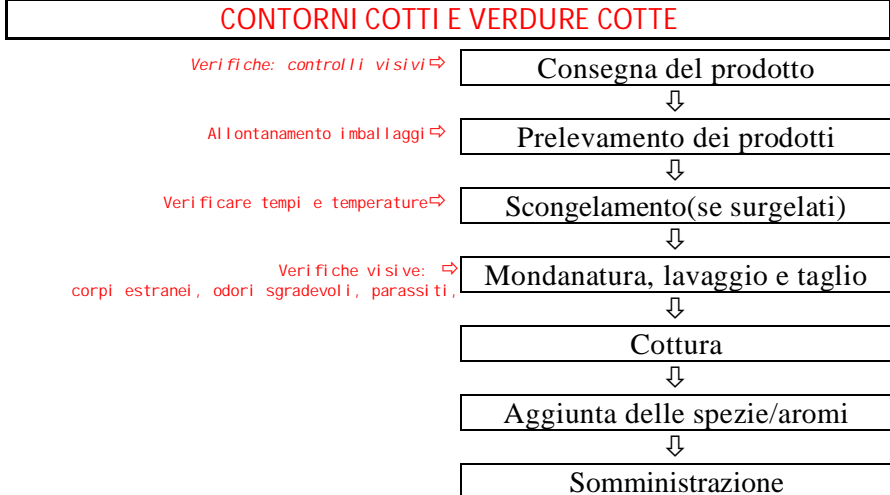 CONTORNI COTTI E VERDURE COTTE
Verifiche: controlli visivi⇨ Consegna del prodotto
⇩
Allontanamento imballaggi⇨ Prelevamento dei prodotti
⇩
Verificare tempi e temperature⇨ Scongelamento(se surgelati)
⇩
Verifiche visive: ⇨ Mondanatura, lavaggio e taglio
corpi estranei, odori sgradevoli, parassiti,
⇩
Cottura
⇩
Aggiunta delle spezie/aromi
⇩
Somministrazione